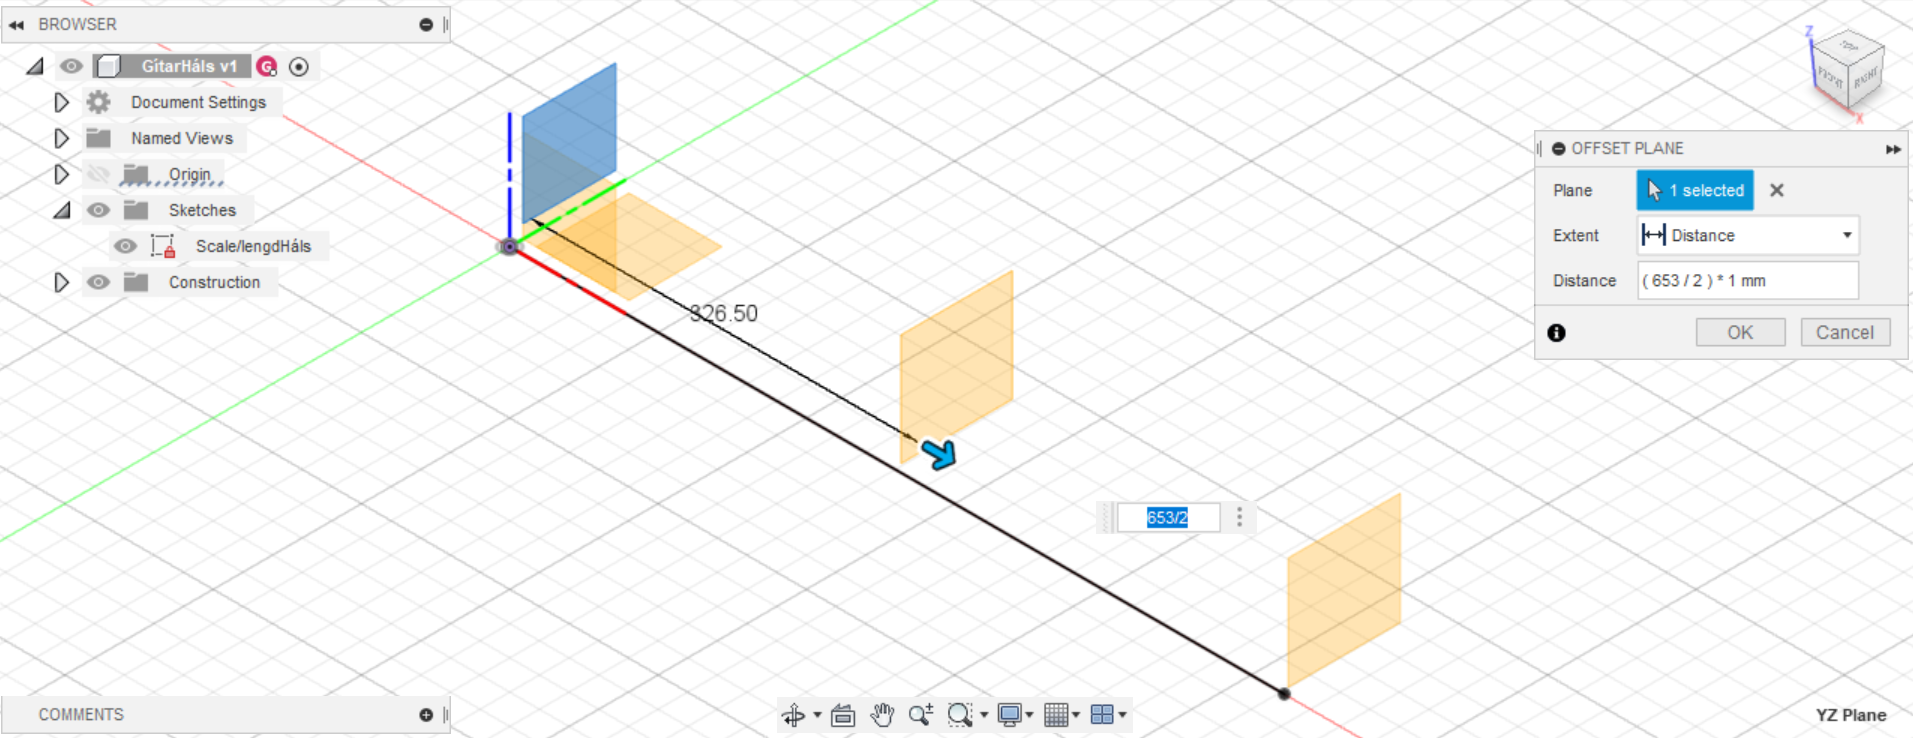 BROWSER
GítarHáls v1
G
Document Settings
Named Views
Origin
Sketches
Scale/lengdHáls
Construction
326.50
653/2
Z
TOP
FRONT
RIGHT
X
OFFSET PLANE
Plane
1 selected
Extent
Distance
Distance
( 653 / 2 ) * 1 mm
OK
Cancel
COMMENTS
YZ Plane